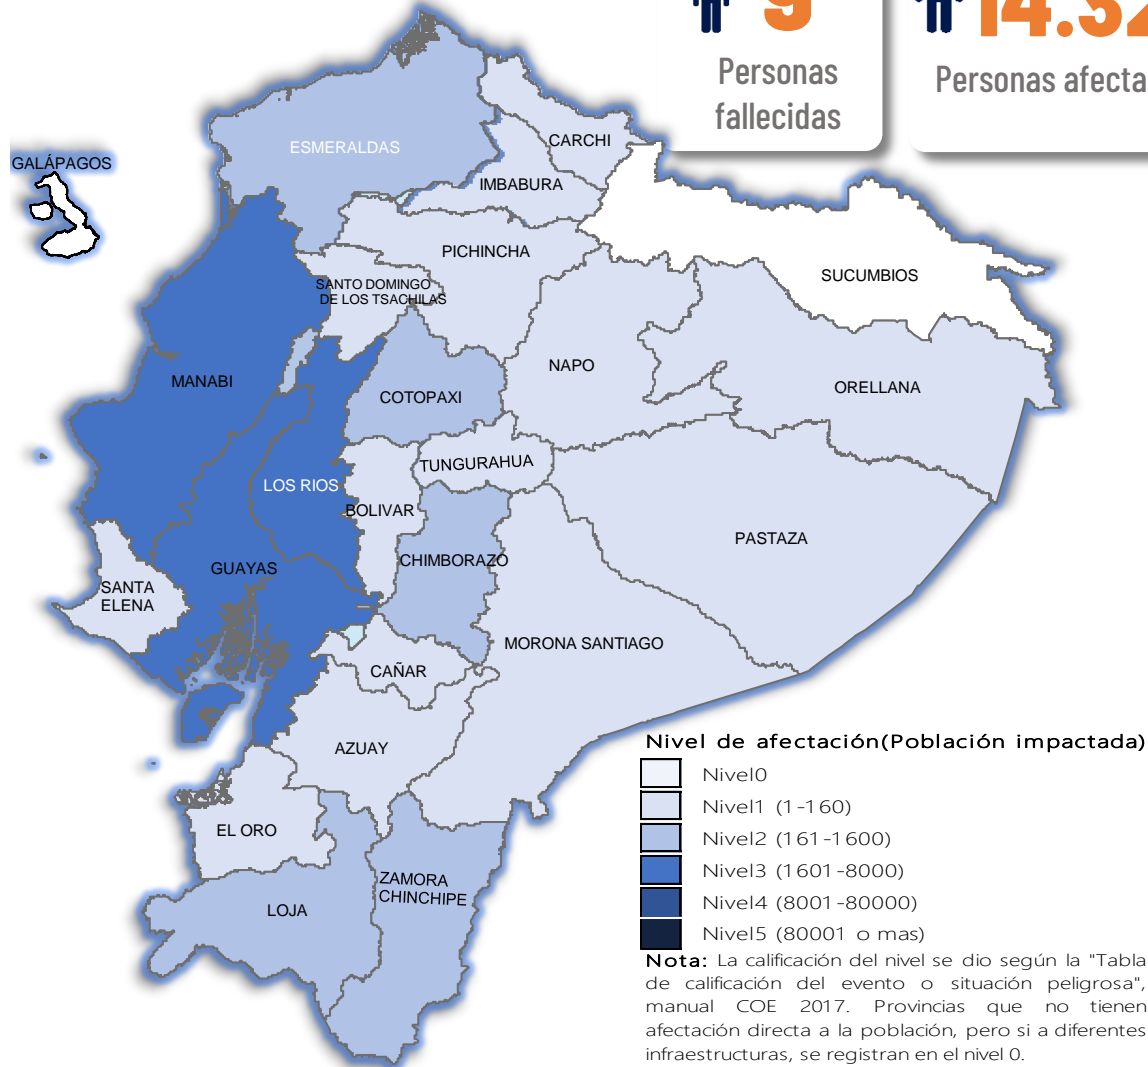 9
14.32
Personas
fallecidas
Personas afecta
GALÁPAGOS
ESMERALDAS
CARCHI
IMBABURA
PICHINCHA
SUCUMBIOS
SANTO DOMINGO
DE LOS TSACHILAS
NAPO
ORELLANA
MANABI
COTOPAXI
TUNGURAHUA
LOS RIOS
BOLIVAR
PASTAZA
CHIMBORAZO
GUAYAS
SANTA
ELENA
MORONA SANTIAGO
CAÑAR
AZUAY
EL ORO
ZAMORA
CHINCHIPE
LOJA
Nivel de afectación(Población impactada)
Nivel0
Nivel1 (1-160)
Nivel2 (161-1600)
Nivel3 (1601-8000)
Nivel4 (8001-80000)
Nivel5 (80001 o mas)
Nota: La calificación del nivel se dio según la "Tabla
de calificación del evento o situación peligrosa",
manual COE 2017. Provincias que no tienen
afectación directa a la población, pero si a diferentes
infraestructuras, se registran en el nivel 0.